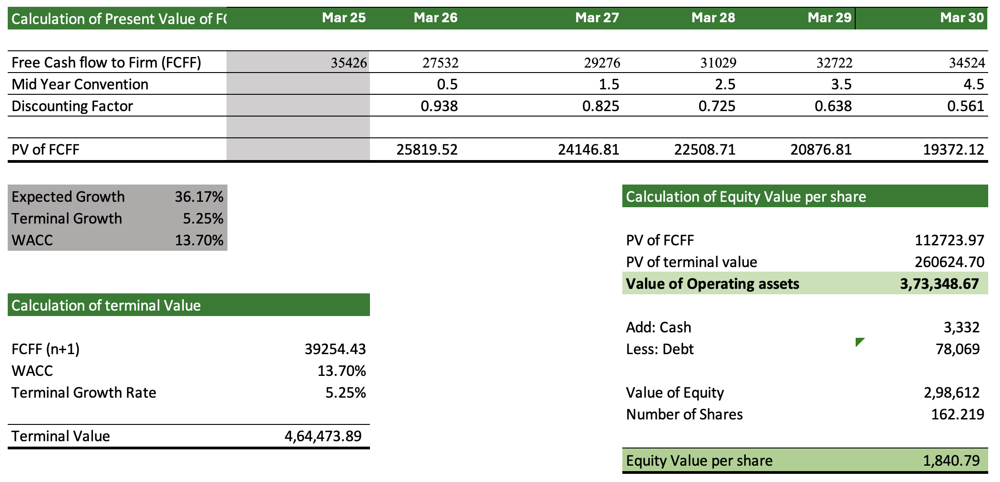 Calculation of Present Value of FC Mar 25 Mar 26 Mar 27 Mar 28 Mar 29 Mar 30
Free Cash flow to Firm (FCFF) 35426 27532 29276 31029 32722 34524
Mid Year Convention 0.5 1.5 2.5 3.5 4.5
Discounting Factor 0.938 0.825 0.725 0.638 0.561
PV of FCFF 25819.52 24146.81 22508.71 20876.81 19372.12
Expected Growth 36.17%
Terminal Growth 5.25%
WACC 13.70%
Calculation of terminal Value
FCFF (n+1) 39254.43
WACC 13.70%
Terminal Growth Rate 5.25%
Terminal Value 4,64,473.89
Calculation of Equity Value per share
PV of FCFF 112723.97
PV of terminal value 260624.70
Value of Operating assets 3,73,348.67
Add: Cash 3,332
Less: Debt 78,069
Value of Equity 2,98,612
Number of Shares 162.219
Equity Value per share 1,840.79